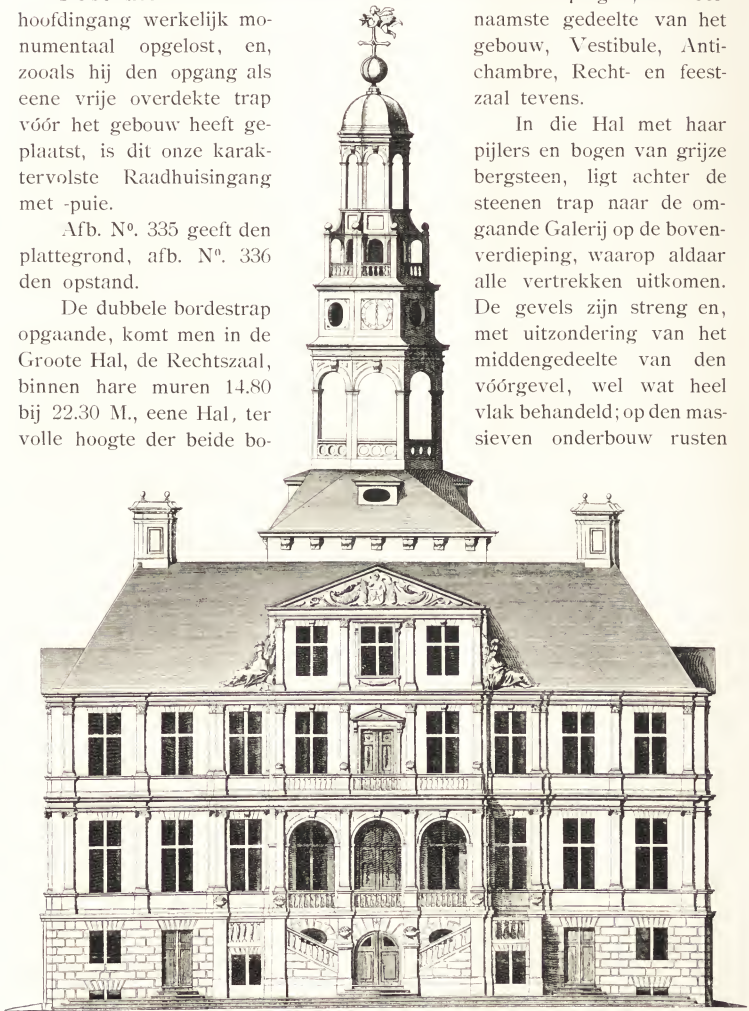 hoofdingang werkelijk mo-
numentaal opgelost, en,
zooals hij den opgang als
eene vrije overdekte trap
vóór het gebouw heeft ge-
plaatst, is dit onze karak-
tervolste Raadhuisingang
met -puie.
Afb. Nº. 335 geeft den
plattegrond, afb. Nº. 336
den opstand.
De dubbele bordestrap
opgaande, komt men in de
Groote Hal, de Rechtszaal,
binnen hare muren 14.80
bij 22.30 M., eene Hal, ter
volle hoogte der beide bo-
naamste gedeelte van het
gebouw, Vestibule, Anti-
chambre, Recht- en feest-
zaal tevens.
In die Hal met haar
pijlers en bogen van grijze
bergsteen, ligt achter de
steenen trap naar de om-
gaande Galerij op de boven-
verdieping, waarop aldaar
alle vertrekken uitkomen.
De gevels zijn streng en,
met uitzondering van het
middengedeelte van den
vóórgevel, wel wat heel
vlak behandeld; op den mas-
sieven onderbouw rusten